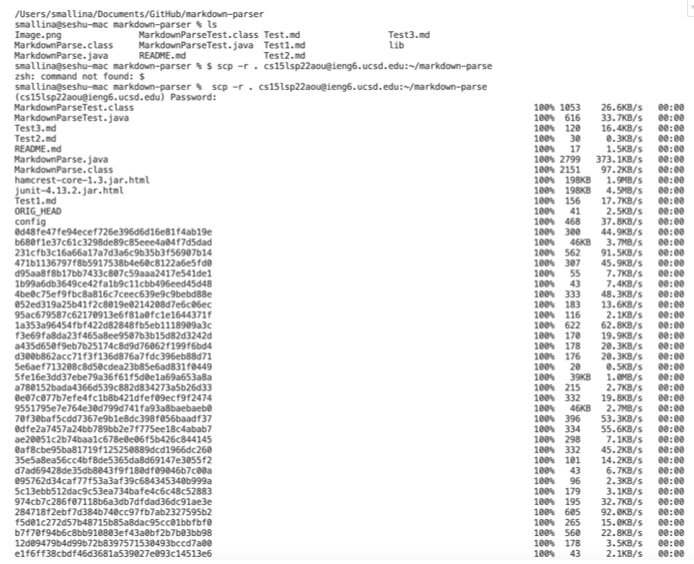 /Users/smallina/Documents/GitHub/markdown-parser
smallina@seshu-mac markdown-parser % ls
Image.png MarkdownParseTest.class Test.md Test3.md
MarkdownParse.class MarkdownParseTest.java Test1.md lib
MarkdownParse.java README.md Test2.md
smallina@seshu-mac markdown-parser % $ scp -r . cs15lsp22aou@ieng6.ucsd.edu:~/markdown-parse
zsh: command not found: $
smallina@seshu-mac markdown-parser %  scp -r . cs15lsp22aou@ieng6.ucsd.edu:~/markdown-parse
(cs15lsp22aou@ieng6.ucsd.edu) Password:
MarkdownParseTest.class 100% 1053 26.6KB/s 00:00
MarkdownParseTest.java 100% 616 33.7KB/s 00:00
Test3.md 100% 120 16.4KB/s 00:00
Test2.md 100% 30 0.3KB/s 00:00
README.md 100% 17 1.5KB/s 00:00
MarkdownParse.java 100% 2799 373.1KB/s 00:00
MarkdownParse.class 100% 2151 97.2KB/s 00:00
hamcrest-core-1.3.jar.html 100% 198KB 1.9MB/s 00:00
junit-4.13.2.jar.html 100% 198KB 4.5MB/s 00:00
Test1.md 100% 156 17.7KB/s 00:00
ORIG_HEAD 100% 41 2.5KB/s 00:00
config 100% 468 37.8KB/s 00:00
0d48fe47fe94ecef726e396d6d16e81f4ab19e 100% 300 44.9KB/s 00:00
b680f1e37c61c3298de89c85eee4a04f7d5dad 100% 46KB 3.7MB/s 00:00
231cfb3c16a66a17a7d3a6c9b35b3f56907b14 100% 562 91.5KB/s 00:00
471b1136797f8b5917538b4e60c8122a6e5fd0 100% 307 45.9KB/s 00:00
d95aa8f8b17bb7433c807c59aaa2417e541de1 100% 55 7.7KB/s 00:00
1b99a6db3649ce42fa1b9c11cbb496eed45d48 100% 43 7.4KB/s 00:00
4be0c75ef9fbc8a816c7ceec639e9c9bebd88e 100% 333 48.3KB/s 00:00
052ed319a25b41f2c8019e0214208d7e6c06ec 100% 183 13.6KB/s 00:00
95ac679587c62170913e6f81a0fc1e1644371f 100% 116 2.1KB/s 00:00
1a353a96454fbf422d82848fb5eb1118909a3c 100% 622 62.8KB/s 00:00
f3e69fa8da23f465a8ee9507b3b15d82d3242d 100% 170 19.9KB/s 00:00
a435d650f9eb7b25174c8d9d76062f199f6bd4 100% 178 20.3KB/s 00:00
d300b862acc71f3f136d876a7fdc396eb88d71 100% 176 20.3KB/s 00:00
5e6aef713208c8d50cdea23b85e6ad831f0449 100% 20 0.5KB/s 00:00
5fe16e3dd37ebe79a36f61f5d0e1a69a653a8a 100% 39KB 1.0MB/s 00:00
a780152bada4366d539c882d834273a5b26d33 100% 215 2.7KB/s 00:00
0e07c077b7efe4fc1b8b421dfef09ecf9f2474 100% 332 19.8KB/s 00:00
9551795e7e764e30d799d741fa93a8baebaeb0 100% 46KB 2.7MB/s 00:00
70f30baf5cdd7367e9b1e8dc398f056baadf37 100% 396 53.3KB/s 00:00
0dfe2a7457a24bb789bb2e7f775ee18c4abab7 100% 334 55.6KB/s 00:00
ae20051c2b74baa1c678e0e06f5b426c844145 100% 298 7.1KB/s 00:00
0af8cbe95ba81719f125250889dcd1966dc260 100% 332 45.2KB/s 00:00
35e5a8ea56cc4bf8de5365da8d69147e3055f2 100% 101 14.2KB/s 00:00
d7ad69428de35db8043f9f180df09046b7c00a 100% 43 6.7KB/s 00:00
095762d34caf77f53a3af39c684345340b999a 100% 96 2.3KB/s 00:00
5c13ebb512dac9c53ea734bafe4c6c48c52883 100% 179 3.1KB/s 00:00
974cb7c286f07118b6a3db7dfdad36dc91ae3e 100% 195 32.7KB/s 00:00
284718f2ebf7d384b740cc97fb7ab2327595b2 100% 605 92.0KB/s 00:00
f5d01c272d57b48715b85a8dac95cc01bbfbf0 100% 265 15.0KB/s 00:00
b7f70f94b6c8bb910803ef43a0bf2b7b03bb98 100% 560 22.8KB/s 00:00
12d09479b4d99b72b8397571530493bccd7a00 100% 178 3.5KB/s 00:00
e1f6ff38cbdf46d3681a539027e093c14513e6 100% 43 2.1KB/s 00:00